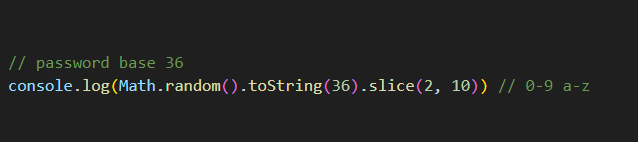 // password base 36
console.log(Math.random().toString(36).slice(2, 10)) // 0-9 a-z